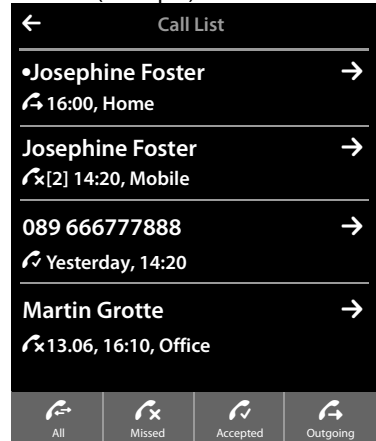 Call List
•Josephine Foster
16:00, Home
Josephine Foster
[2] 14:20, Mobile
089 666777888
Yesterday, 14:20
Martin Grotte
13.06, 16:10, Office
All Missed Accepted Outgoing